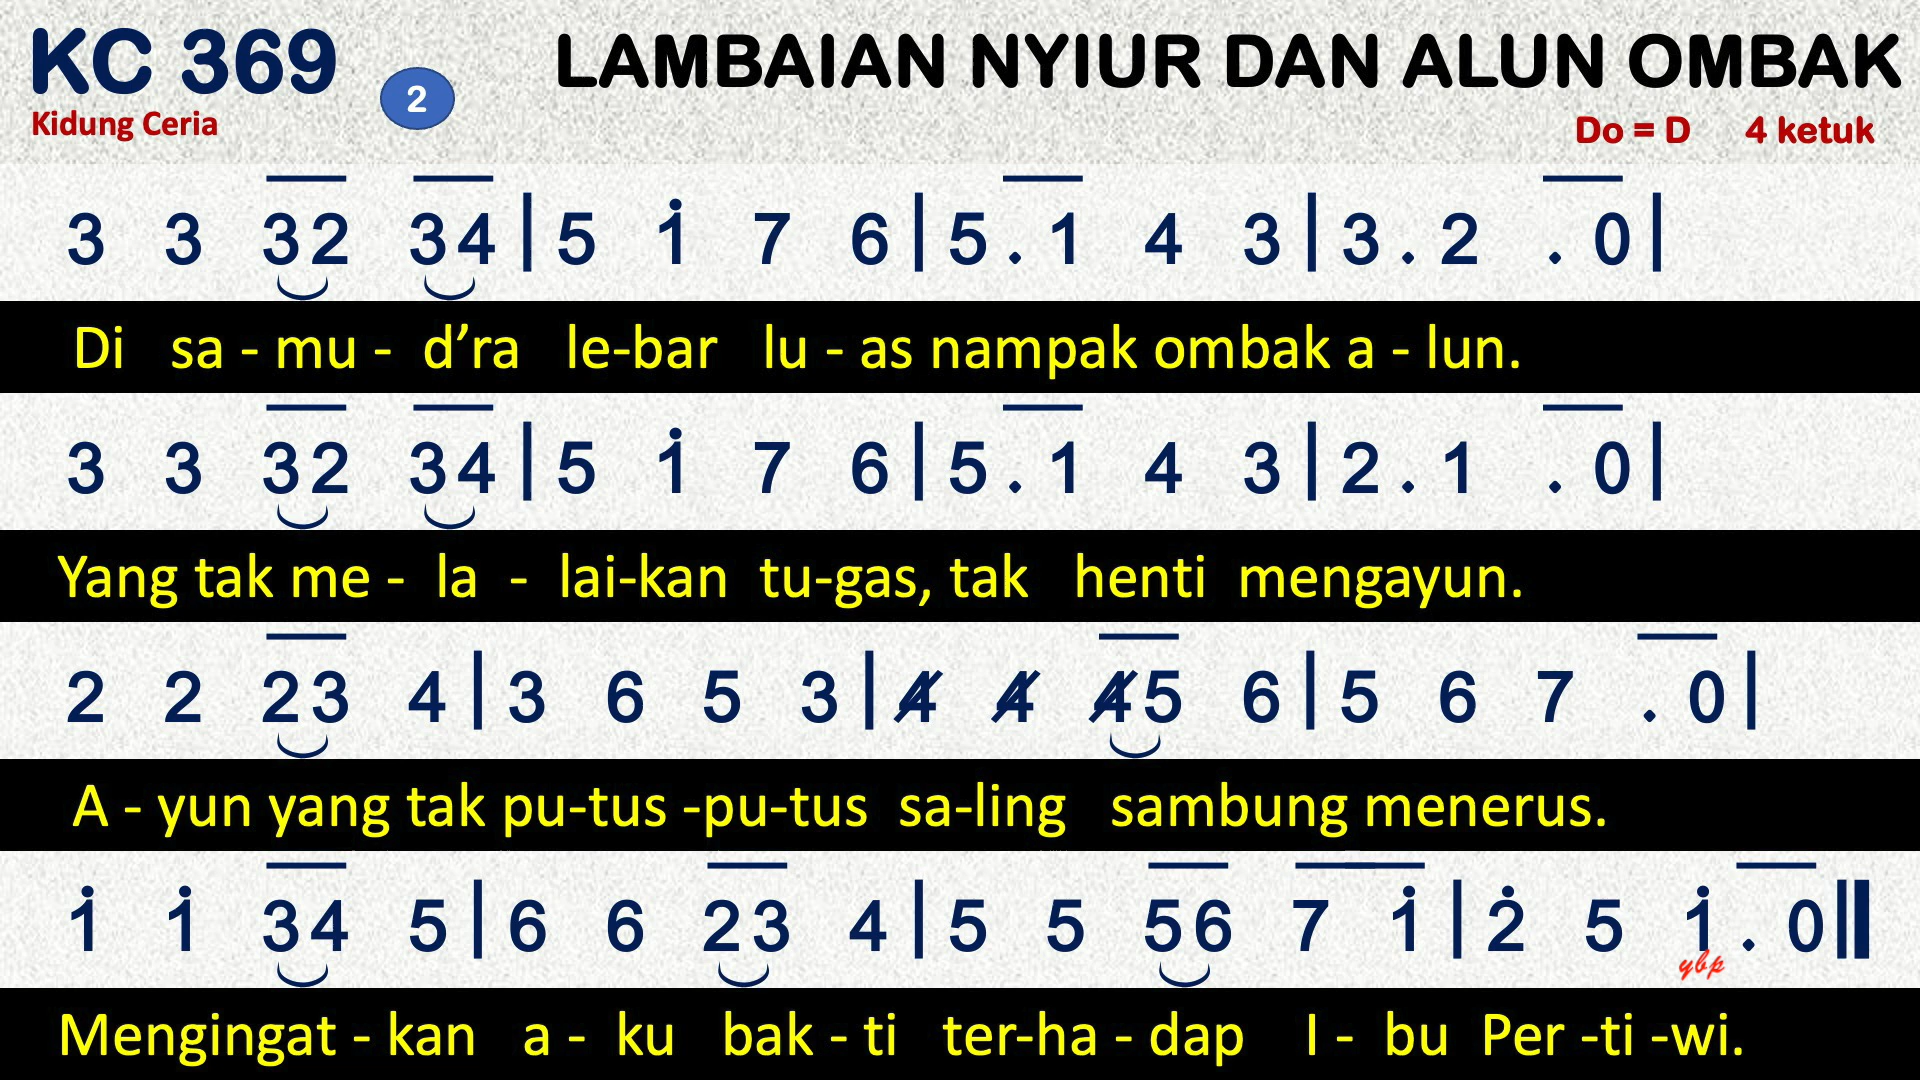 KC 369
2
LAMBAIAN NYIUR DAN ALUN OMBAK
Kidung Ceria
Do = D 4 ketuk
3 3 32 34 | 5 1̇ 7 6 | 5 . 1 4 3 | 3 . 2 . 0 |
Di sa - mu - d’ra le-bar lu - as nampak ombak a - lun.
3 3 32 34 | 5 1̇ 7 6 | 5 . 1 4 3 | 2 . 1 . 0 |
Yang tak me - la - lai-kan tu-gas, tak henti mengayun.
2 2 23 4 | 3 6 5 3 | 4̸ 4̸ 4̸5 6 | 5 6 7 . 0 |
A - yun yang tak pu-tus -pu-tus sa-ling sambung menerus.
1̇ 1̇ 34 5 | 6 6 23 4 | 5 5 56 7 1̇ | 2̇ 5 1̇ . 0 ||
ybp
Mengingat - kan a - ku bak - ti ter-ha - dap I - bu Per -ti -wi.